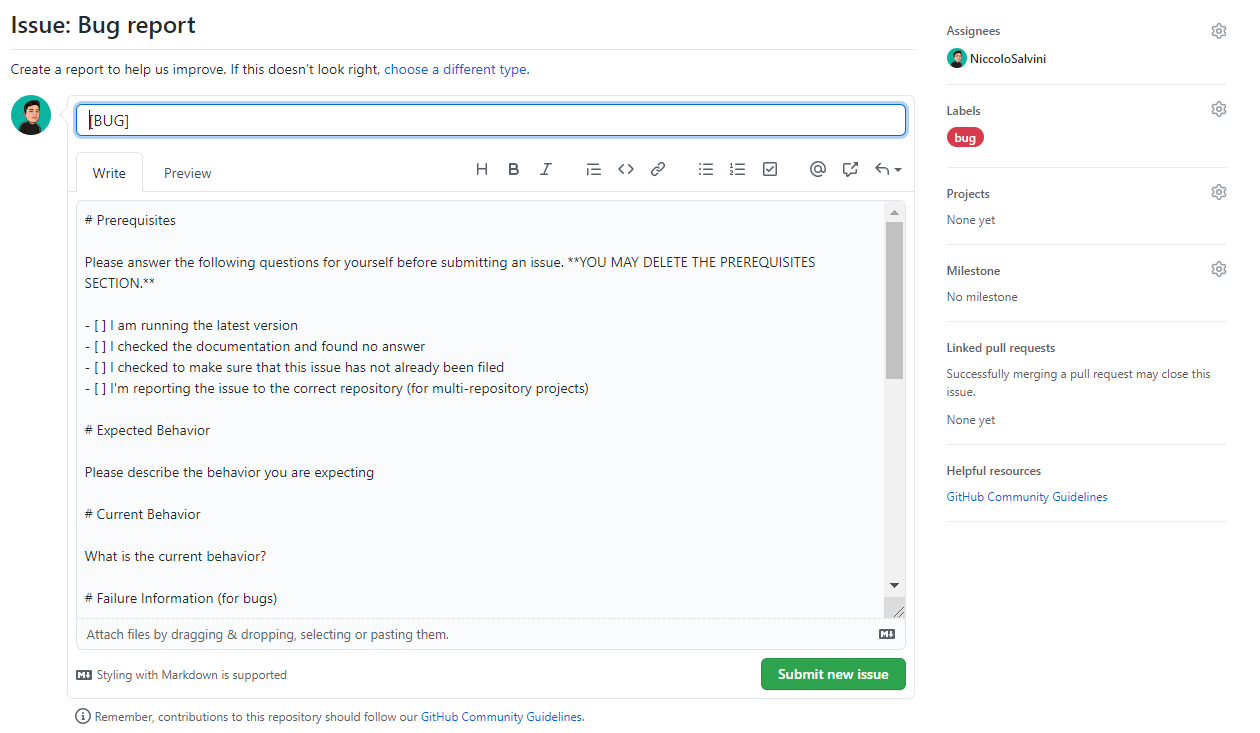 Issue: Bug report
Create a report to help us improve. If this doesn't look right, choose a different type.
[BUG]
Write
Preview
# Prerequisites
Please answer the following questions for yourself before submitting an issue. **YOU MAY DELETE THE PREREQUISITES
SECTION.**
- [ ] I am running the latest version
- [ ] I checked the documentation and found no answer
- [ ] I checked to make sure that this issue has not already been filed
- [ ] I'm reporting the issue to the correct repository (for multi-repository projects)
# Expected Behavior
Please describe the behavior you are expecting
# Current Behavior
What is the current behavior?
# Failure Information (for bugs)
Attach files by dragging & dropping, selecting or pasting them.
Styling with Markdown is supported
Submit new issue
Remember, contributions to this repository should follow our GitHub Community Guidelines.
Assignees
NiccoloSalvini
Labels
bug
Projects
None yet
Milestone
No milestone
Linked pull requests
Successfully merging a pull request may close this
issue.
None yet
Helpful resources
GitHub Community Guidelines